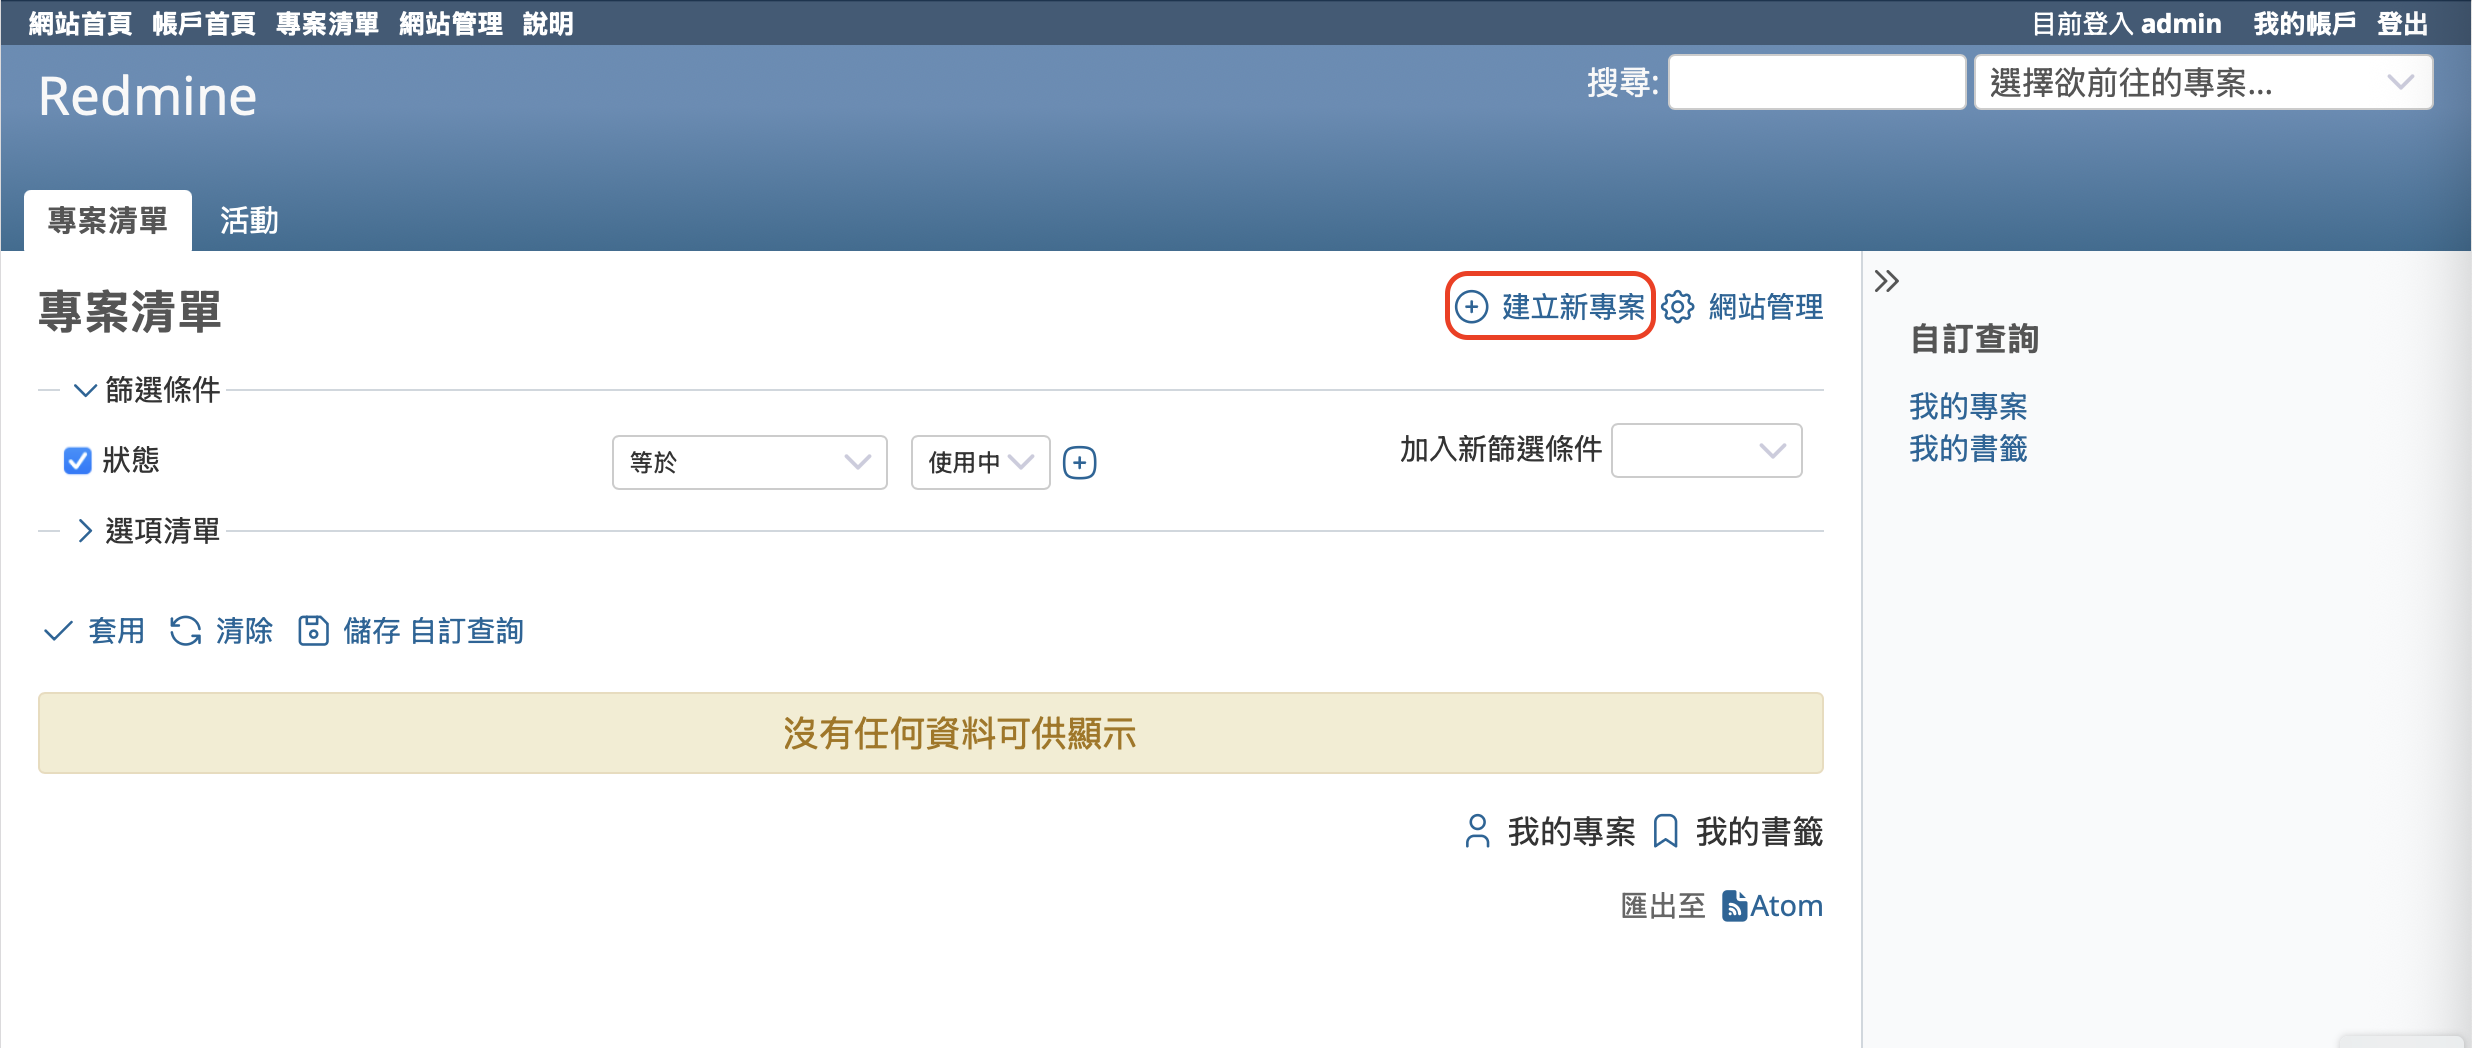 網站首頁 帳戶首頁 專案清單 網站管理 說明 目前登入 admin 我的帳戶 登出
Redmine
搜尋: 選擇欲前往的專案...
專案清單 活動
專案清單
建立新專案 網站管理
篩選條件
狀態 等於 使用中 加入新篩選條件
選項清單
套用 清除 儲存 自訂查詢
沒有任何資料可供顯示
我的專案 我的書籤
匯出至 Atom
自訂查詢
我的專案
我的書籤